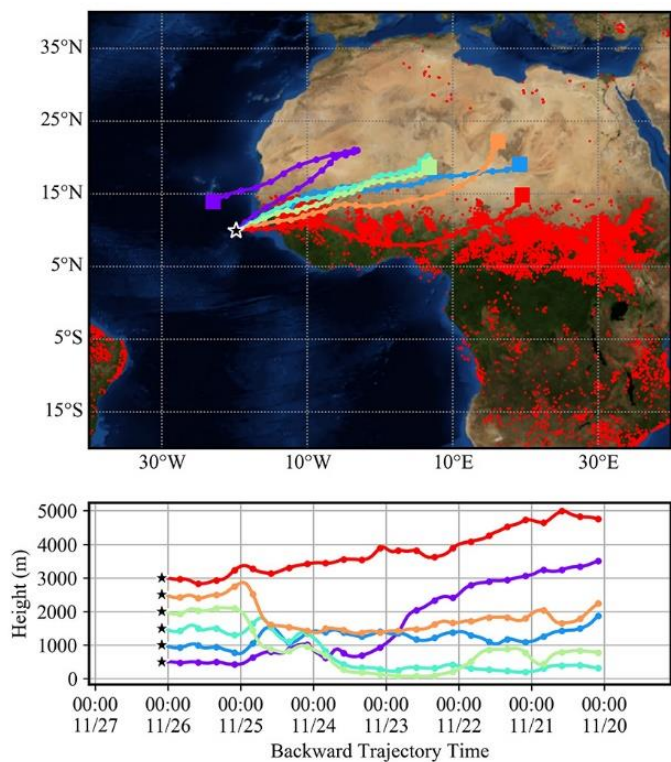 35°N
25°N
15°N
5°N
5°S
15°S
30°W 10°W 10°E 30°E
5000
4000
3000
2000
1000
0
Height (m)
00:00 00:00 00:00 00:00 00:00 00:00 00:00 00:00
11/27 11/26 11/25 11/24 11/23 11/22 11/21 11/20
Backward Trajectory Time